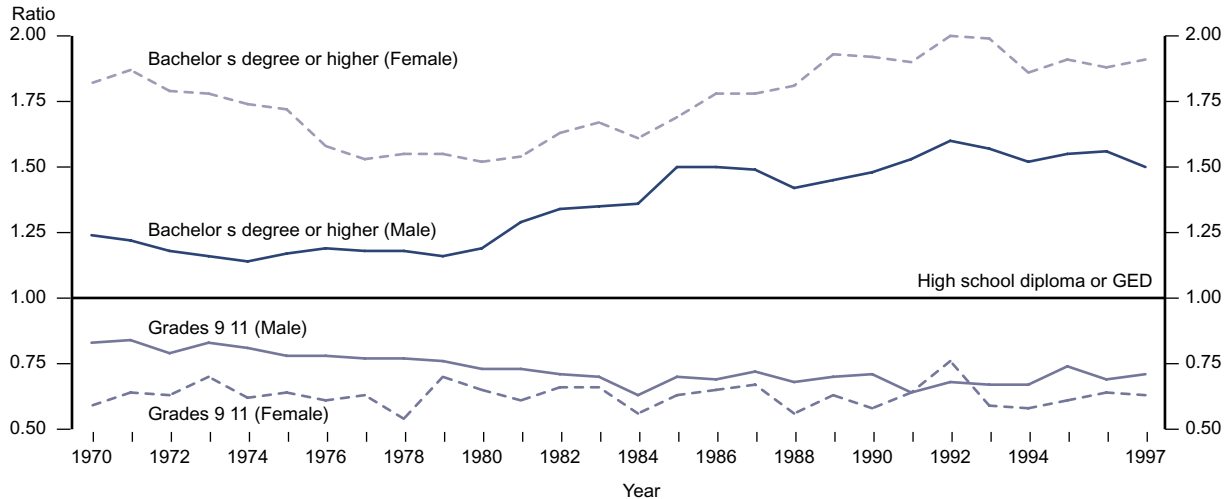 Ratio
2.00 2.00
Bachelor s degree or higher (Female)
1.75 1.75
1.50 1.50
Bachelor s degree or higher (Male)
1.25 1.25
High school diploma or GED
1.00 1.00
Grades 9 11 (Male)
0.75 0.75
Grades 9 11 (Female)
0.50 0.50
1970 1972 1974 1976 1978 1980 1982 1984 1986 1988 1990 1992 1994 1997
Year